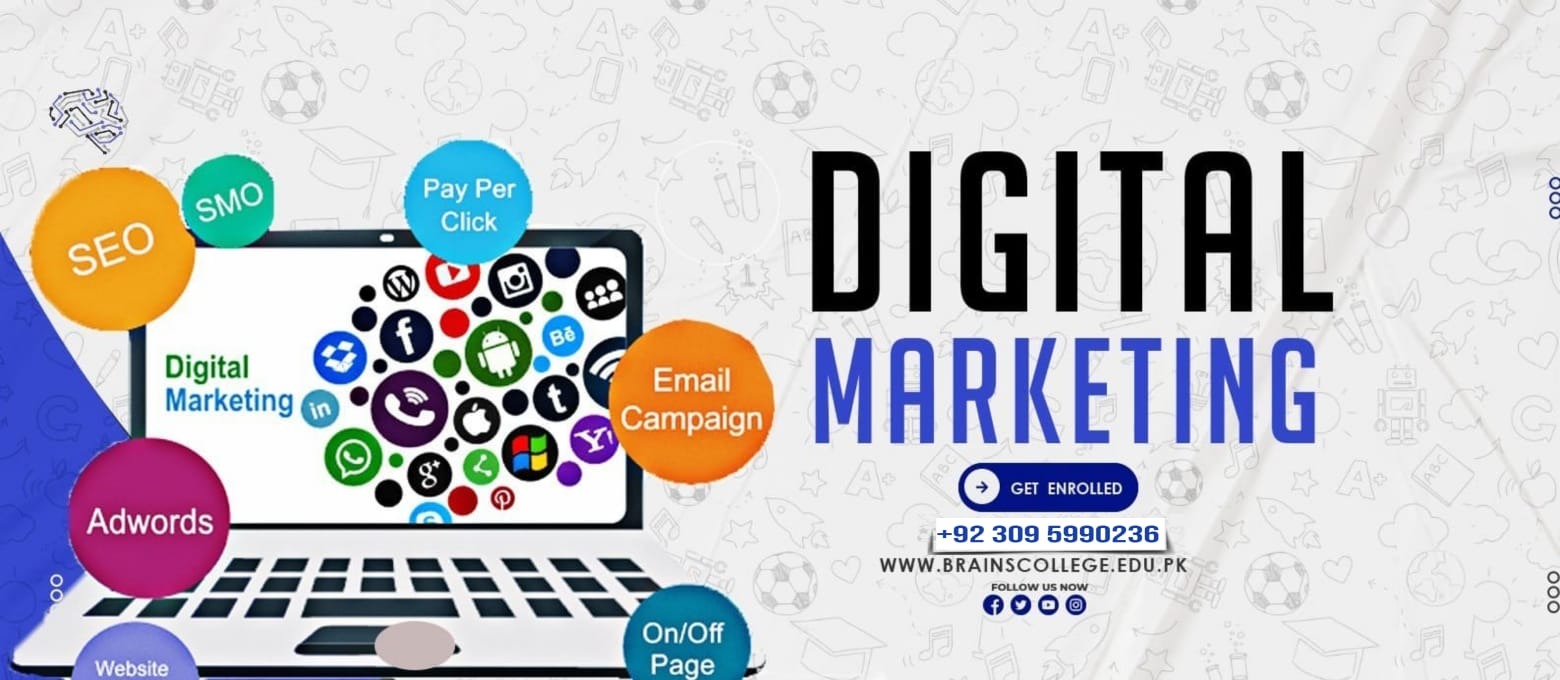 SEO
SMO
Pay Per
Click
Digital
Marketing
Email
Campaign
Adwords
Website
On/Off
Page
DIGITAL
MARKETING
GET ENROLLED
+92 309 5990236
WWW.BRAINSCOLLEGE.EDU.PK
FOLLOW US NOW